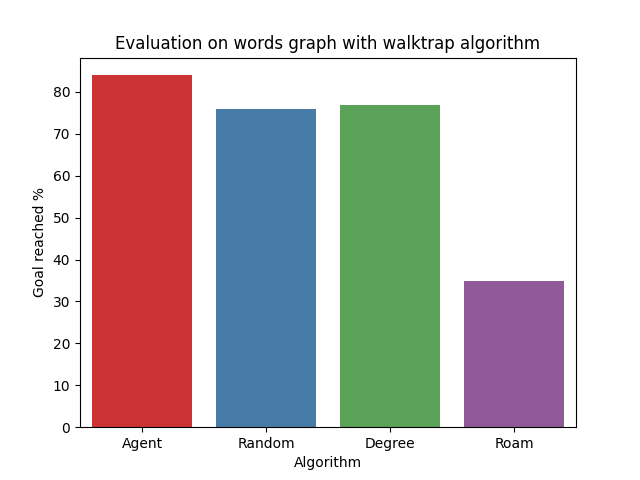 Evaluation on words graph with walktrap algorithm
Goal reached %
80
70
60
50
40
30
20
10
0
Agent Random Degree Roam
Algorithm